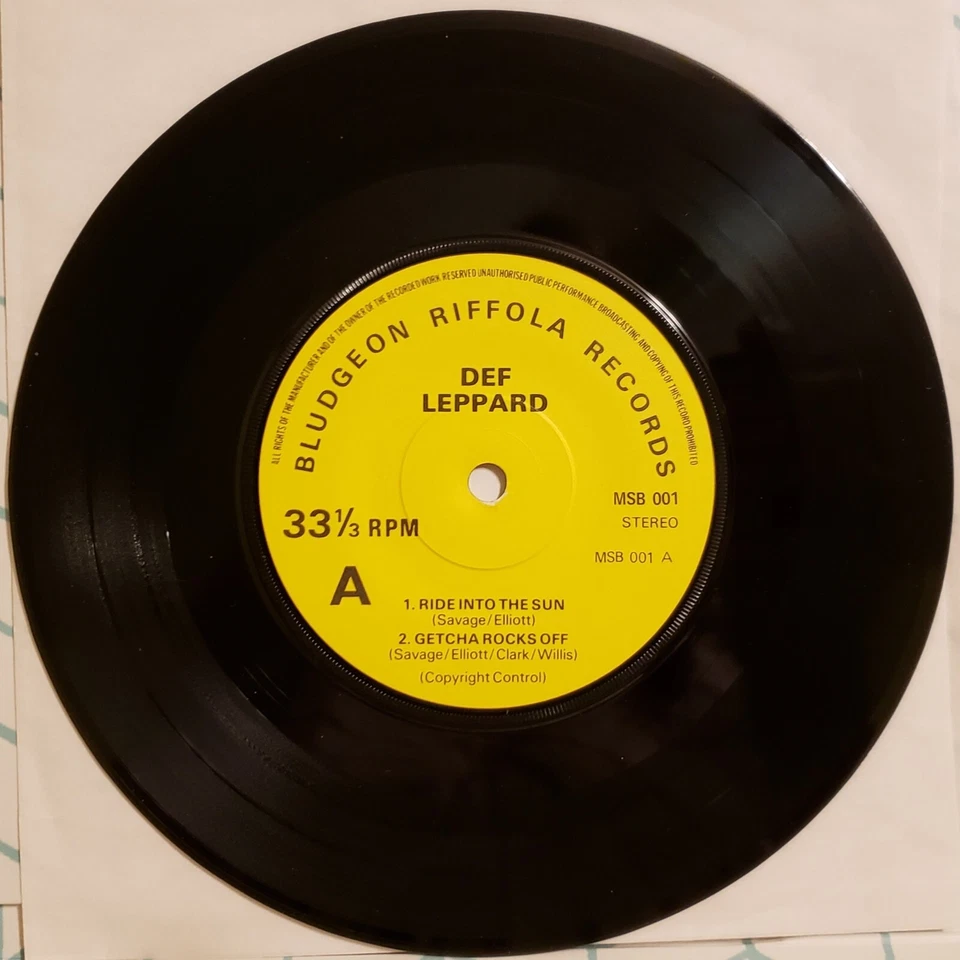 ALL RIGHTS OF THE MANUFACTURER AND OF THE OWNER OF THE RECORDED WORK RESERVED UNAUTHORISED PUBLIC PERFORMANCE BROADCASTING AND COPYING OF THIS RECORD PROHIBITED
BLUDGEON RIFFOLA RECORDS
DEF
LEPPARD
MSB 001
33⅓ RPM
STEREO
MSB 001 A
A
1. RIDE INTO THE SUN
(Savage/Elliott)
2. GETCHA ROCKS OFF
(Savage/Elliott/Clark/Willis)
(Copyright Control)